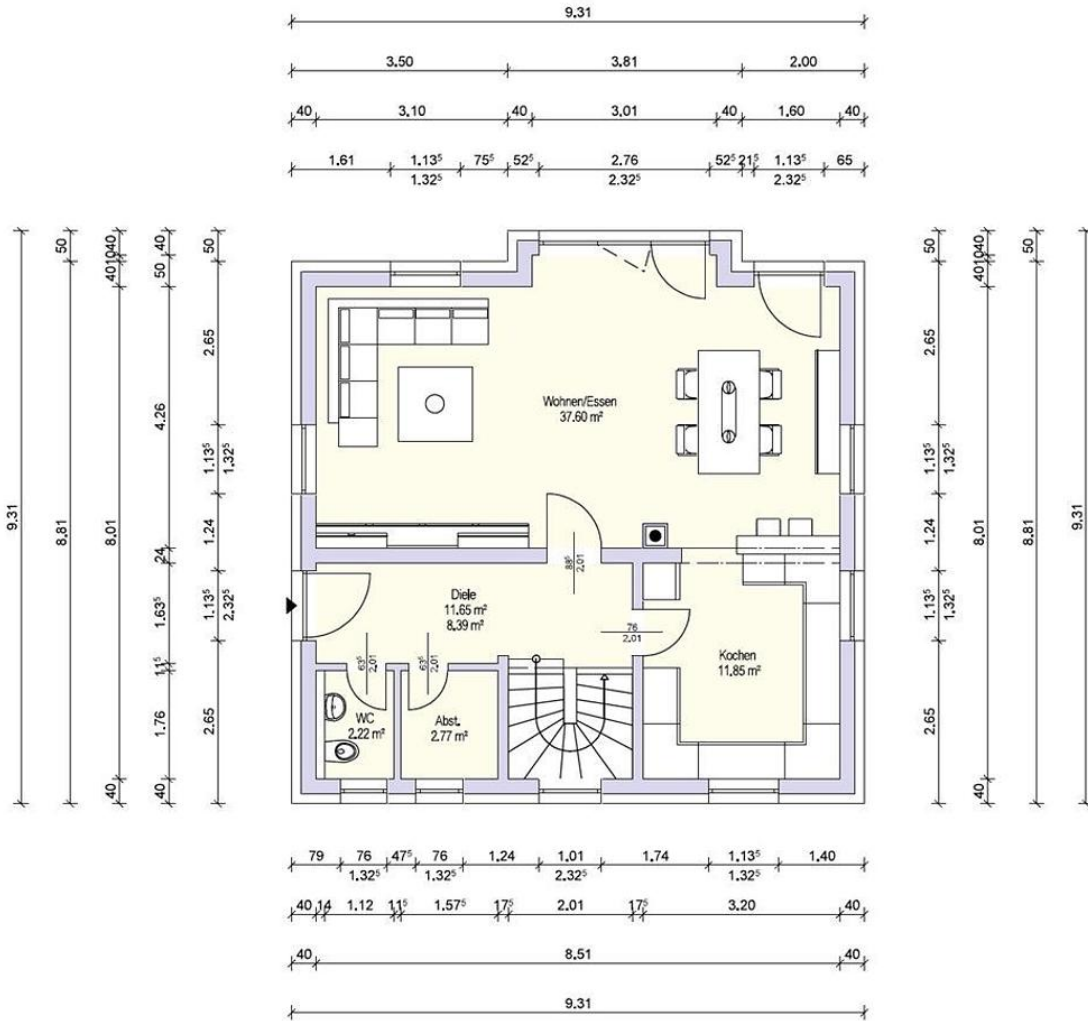 9.31
3.50 3.81 2.00
40 3.10 40 3.01 40 1.60 40
1.61 1.13⁵ 75⁵ 52⁵ 2.76 52⁵ 21⁵ 1.13⁵ 65
1.32⁵ 2.32⁵ 2.32⁵
9.31
50 8.81
40 10 40 8.01 40
40 50 4.26 24 1.63⁵ 11⁵ 1.76 40
50 2.65 1.13⁵ 1.24 1.13⁵ 2.65
1.32⁵ 2.32⁵
Wohnen/Essen
37.60 m²
88⁵
2.01
Diele
11.65 m²
8.39 m²
76
2.01
63⁵
2.01
63⁵
2.01
Kochen
11.85 m²
WC
2.22 m²
Abst.
2.77 m²
50 2.65 1.13⁵ 1.24 1.13⁵ 2.65
1.32⁵ 1.32⁵
40 10 40 8.01 40
50 8.81
9.31
79 76 47⁵ 76 1.24 1.01 1.74 1.13⁵ 1.40
1.32⁵ 1.32⁵ 2.32⁵ 1.32⁵
40 14 1.12 11⁵ 1.57⁵ 17⁵ 2.01 17⁵ 3.20 40
40 8.51 40
9.31